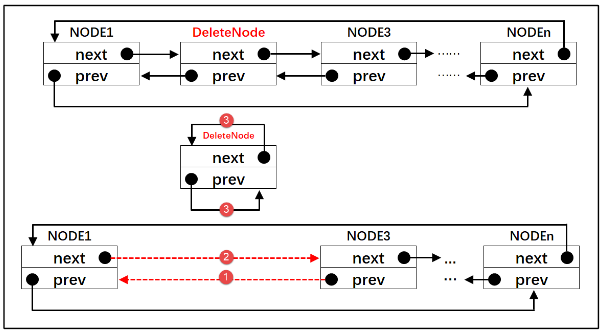 NODE1 DeleteNode NODE3 NODEn
next next next ...... next
prev prev prev ...... prev
3
DeleteNode
next
prev
3
NODE1 NODE3 NODEn
next 2 next ... next
prev 1 prev ... prev